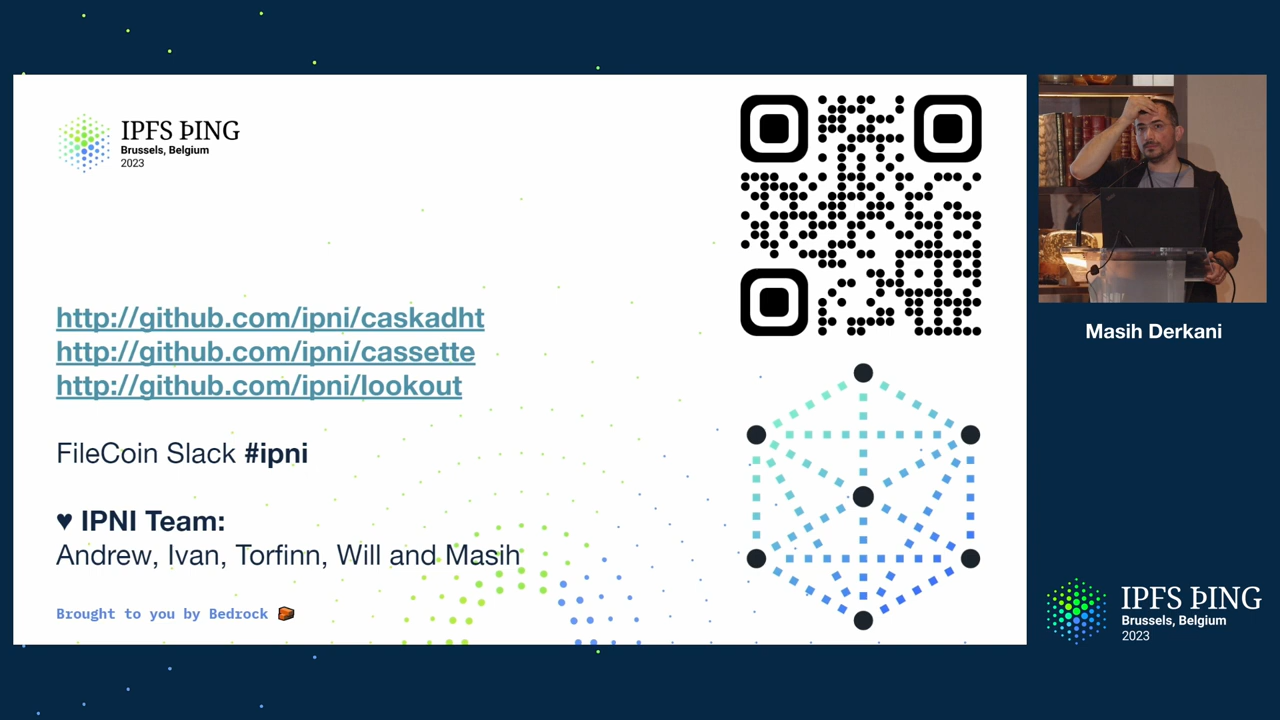 IPFS ÞING
Brussels, Belgium
2023
http://github.com/ipni/caskadht
http://github.com/ipni/cassette
http://github.com/ipni/lookout
FileCoin Slack #ipni
♥ IPNI Team:
Andrew, Ivan, Torfinn, Will and Masih
Brought to you by Bedrock
Masih Derkani
IPFS ÞING
Brussels, Belgium
2023